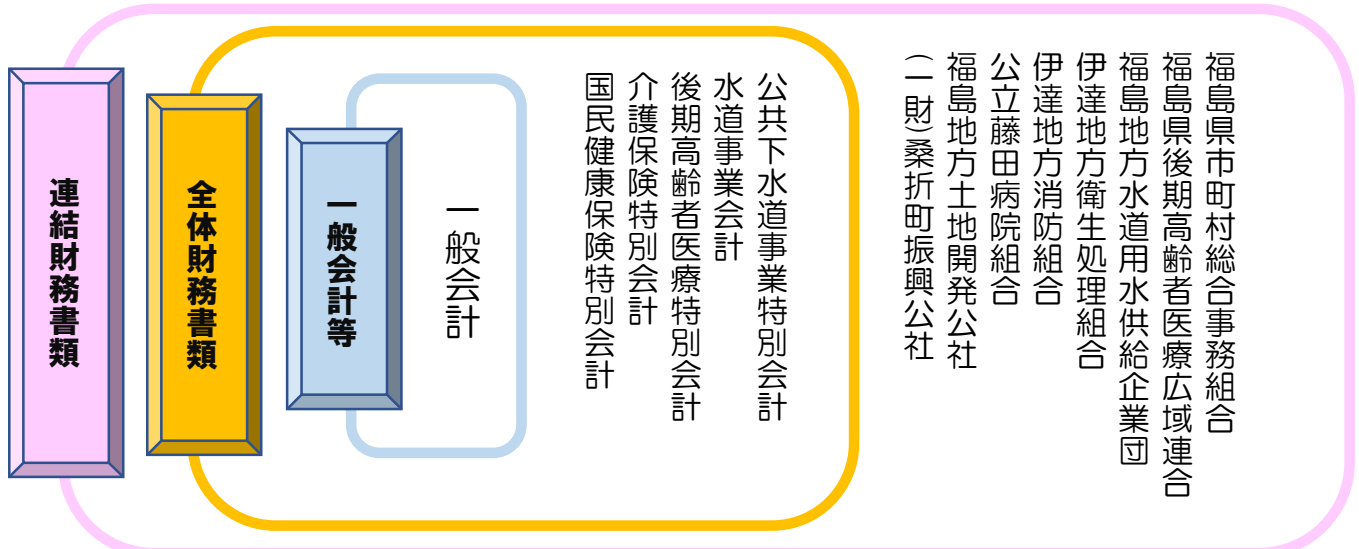 福島県市町村総合事務組合
福島県後期高齢者医療広域連合
福島地方水道用水供給企業団
伊達地方衛生処理組合
伊達地方消防組合
公立藤田病院組合
福島地方土地開発公社
(一財)桑折町振興公社
公共下水道事業特別会計
水道事業会計
後期高齢者医療特別会計
介護保険特別会計
国民健康保険特別会計
一般会計
一般会計等
全体財務書類
連結財務書類